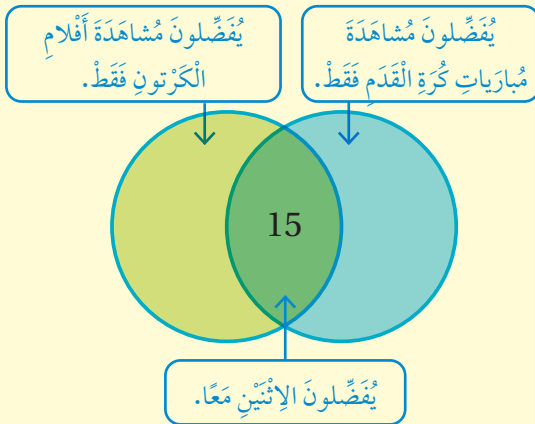 يُفَضِّلونَ مُشاهَدَةَ
مُبارَياتِ كُرَةِ الْقَدَمِ فَقَطْ.
يُفَضِّلونَ مُشاهَدَةَ أَفْلامِ
الْكَرْتونِ فَقَطْ.
15
يُفَضِّلونَ الِاثْنَيْنِ مَعًا.